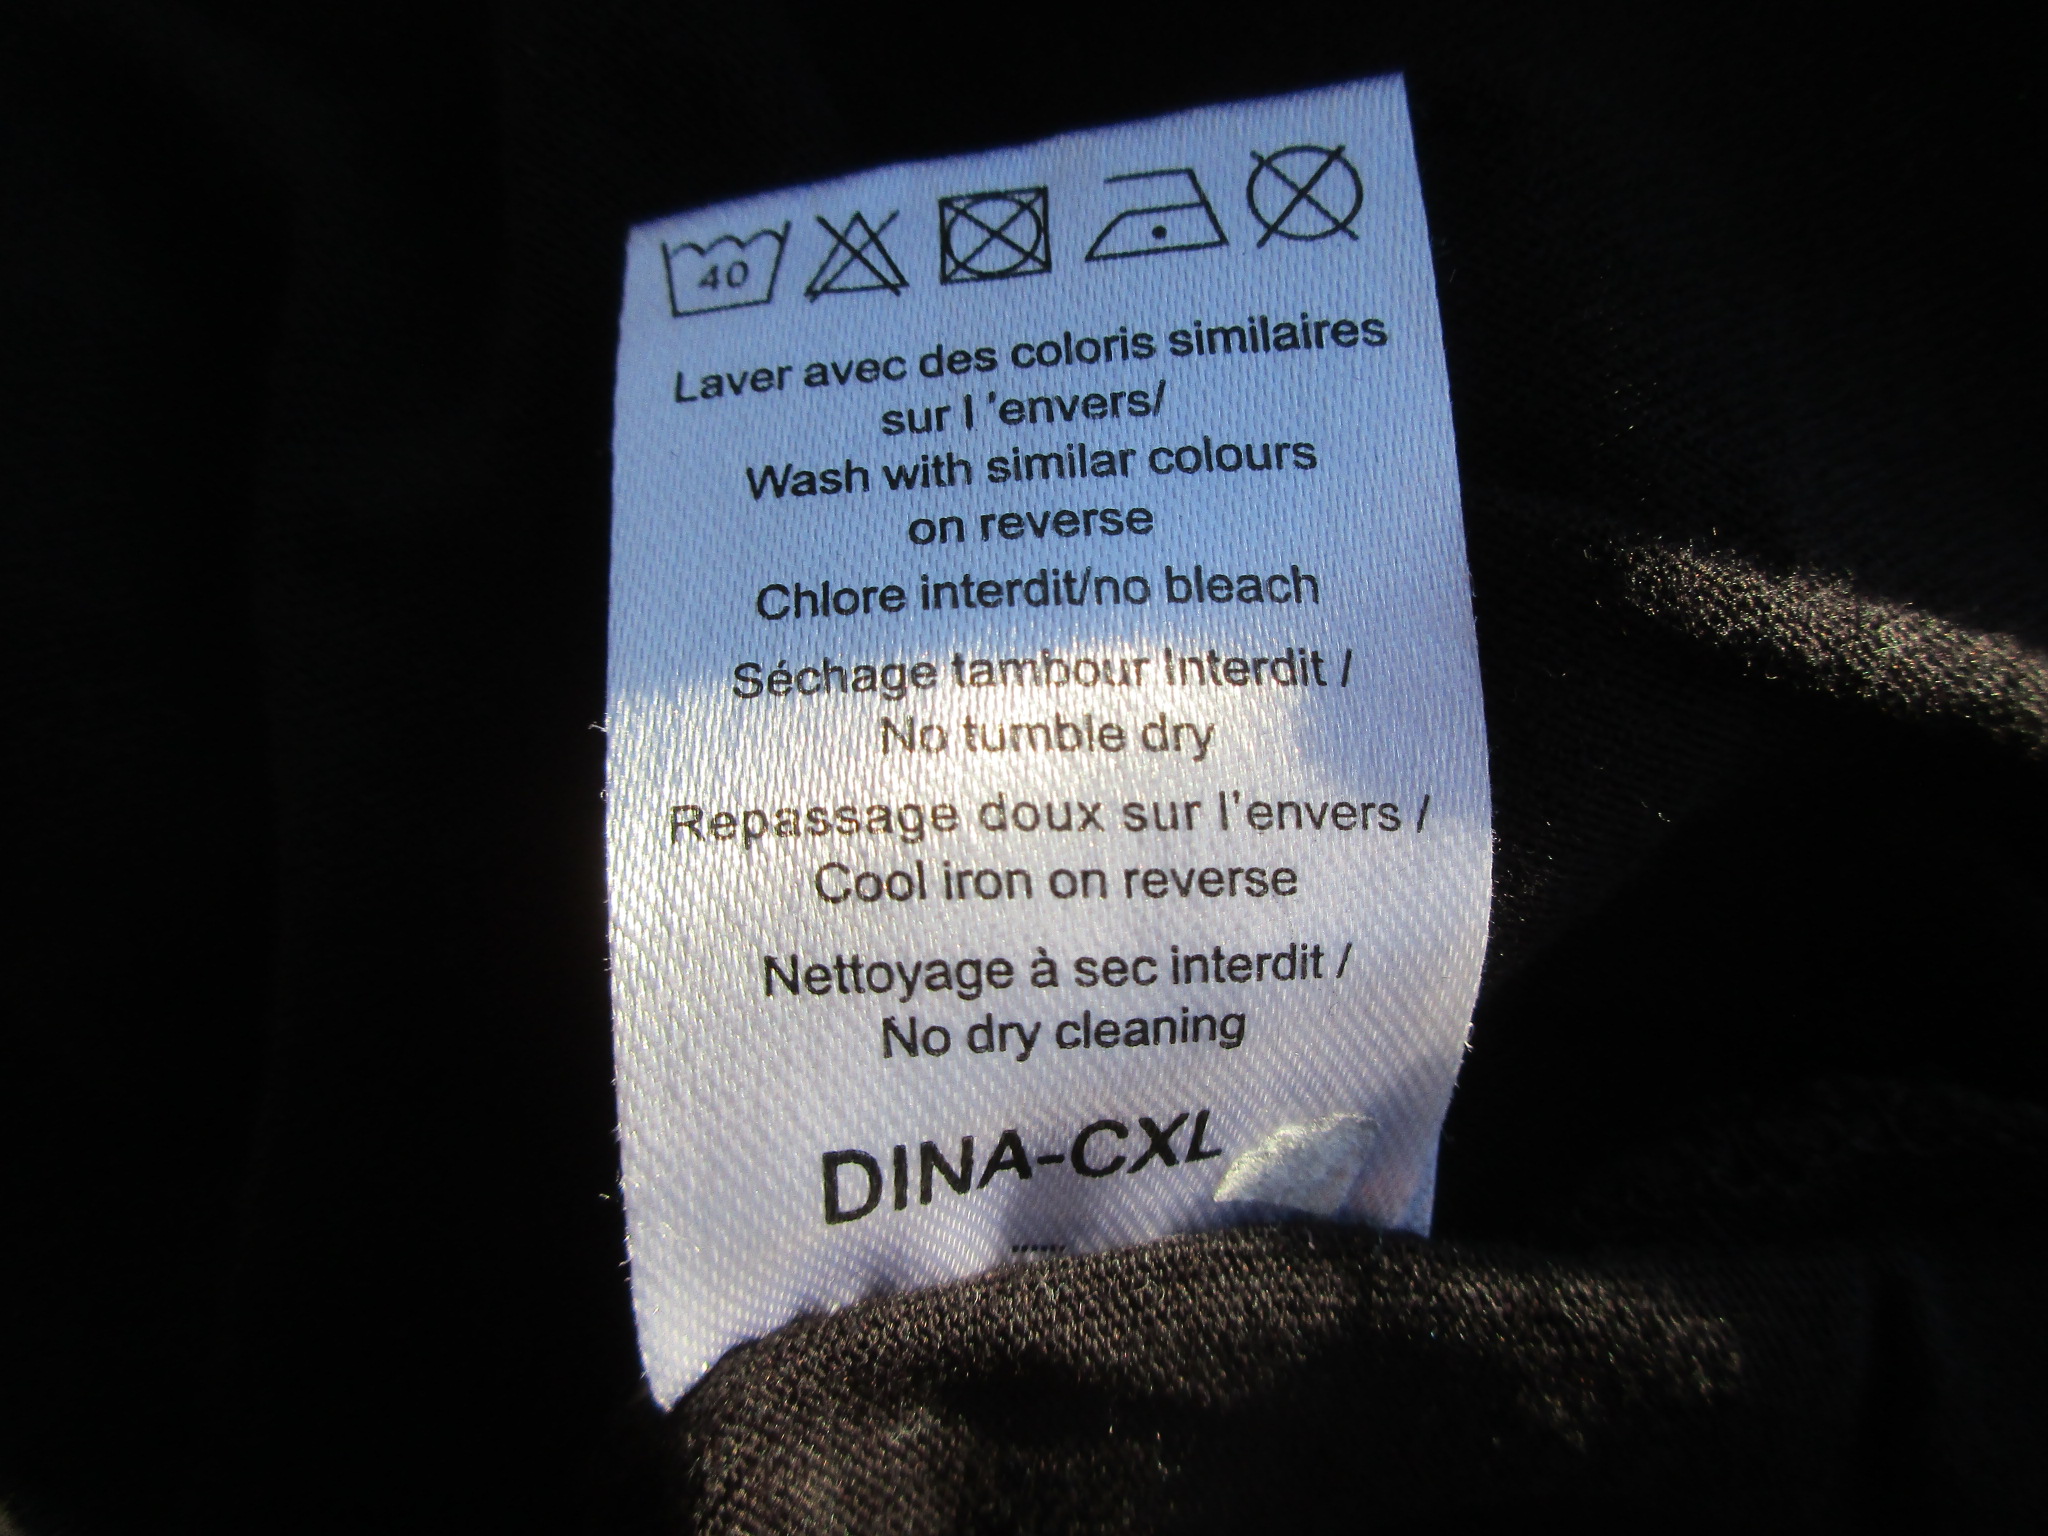 40
Laver avec des coloris similaires
sur l 'envers/
Wash with similar colours
on reverse
Chlore interdit/no bleach
Séchage tambour Interdit /
No tumble dry
Repassage doux sur l'envers /
Cool iron on reverse
Nettoyage à sec interdit /
No dry cleaning
DINA-CXL